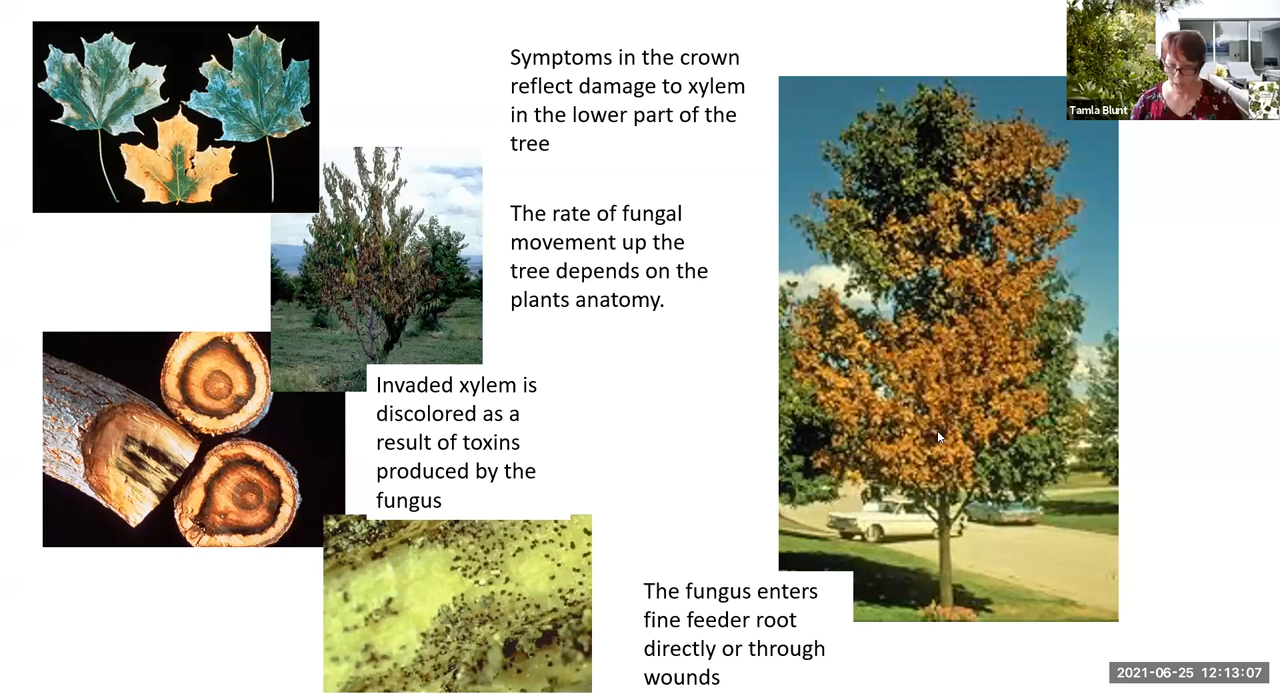 Symptoms in the crown
reflect damage to xylem
in the lower part of the
tree
Tamla Blunt
The rate of fungal
movement up the
tree depends on the
plants anatomy.
Invaded xylem is
discolored as a
result of toxins
produced by the
fungus
The fungus enters
fine feeder root
directly or through
wounds
2021-06-25 12:13:07